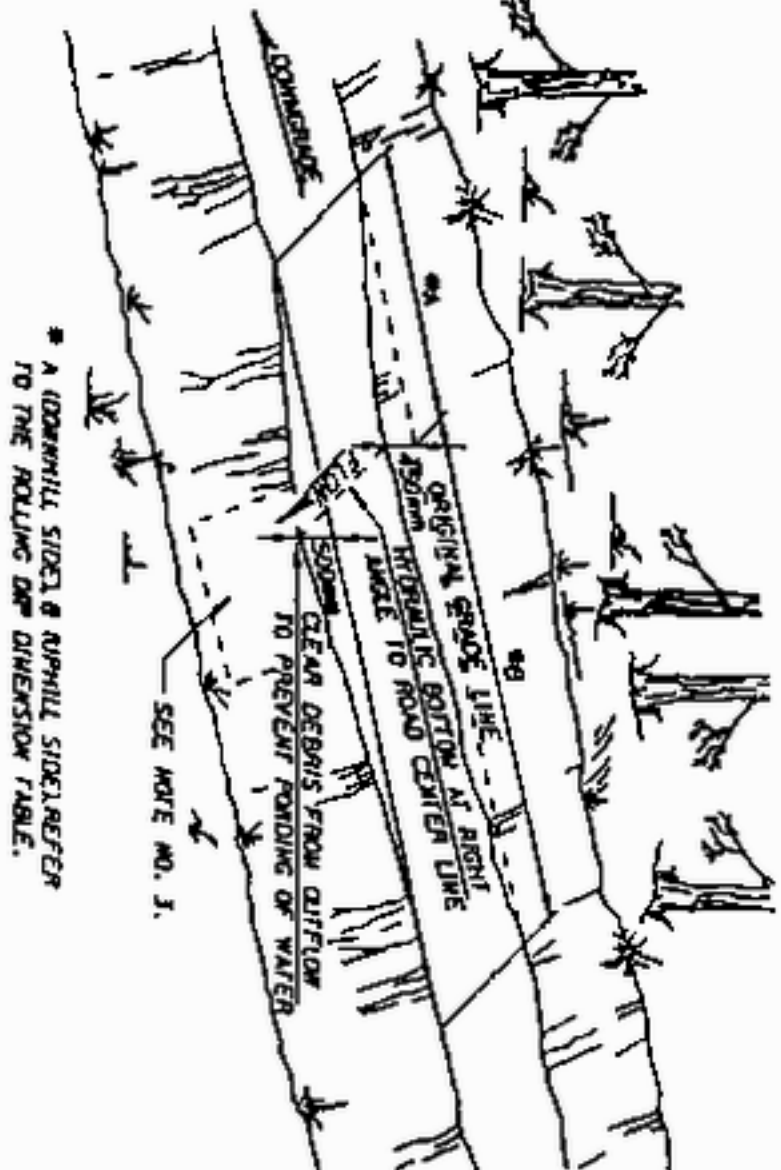 DOWNGRADE
*A
*B
ORIGINAL GRADE LINE
450mm
HYDRAULIC BOTTOM AT RIGHT
ANGLE TO ROAD CENTER LINE
FLOW
500mm
CLEAR DEBRIS FROM OUTFLOW
TO PREVENT PONDING OF WATER
SEE NOTE NO. 3.
* A (DOWNHILL SIDE), B (UPHILL SIDE), REFER
TO THE ROLLING DIP DIMENSION TABLE.